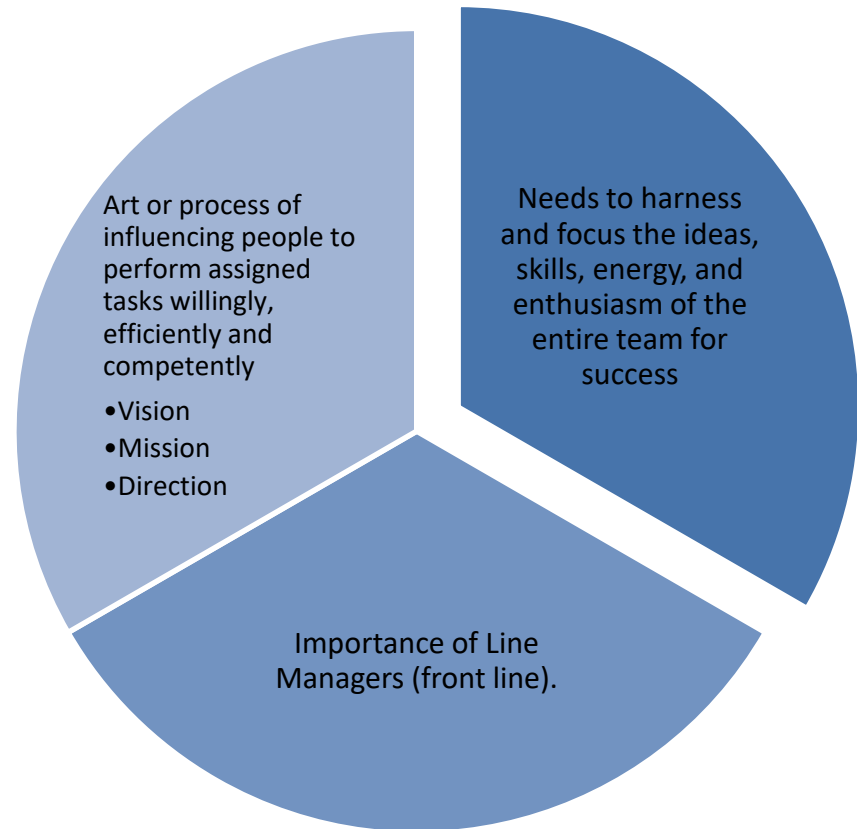 Art or process of
influencing people to
perform assigned
tasks willingly,
efficiently and
competently
•Vision
•Mission
•Direction
Needs to harness
and focus the ideas,
skills, energy, and
enthusiasm of the
entire team for
success
Importance of Line
Managers (front line).